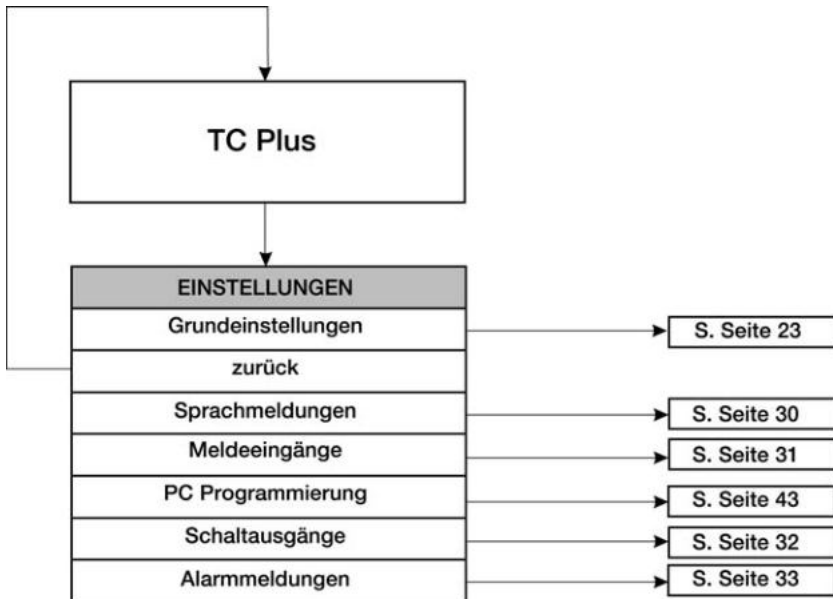 TC Plus
EINSTELLUNGEN
Grundeinstellungen
S. Seite 23
zurück
Sprachmeldungen
S. Seite 30
Meldeeingänge
S. Seite 31
PC Programmierung
S. Seite 43
Schaltausgänge
S. Seite 32
Alarmmeldungen
S. Seite 33